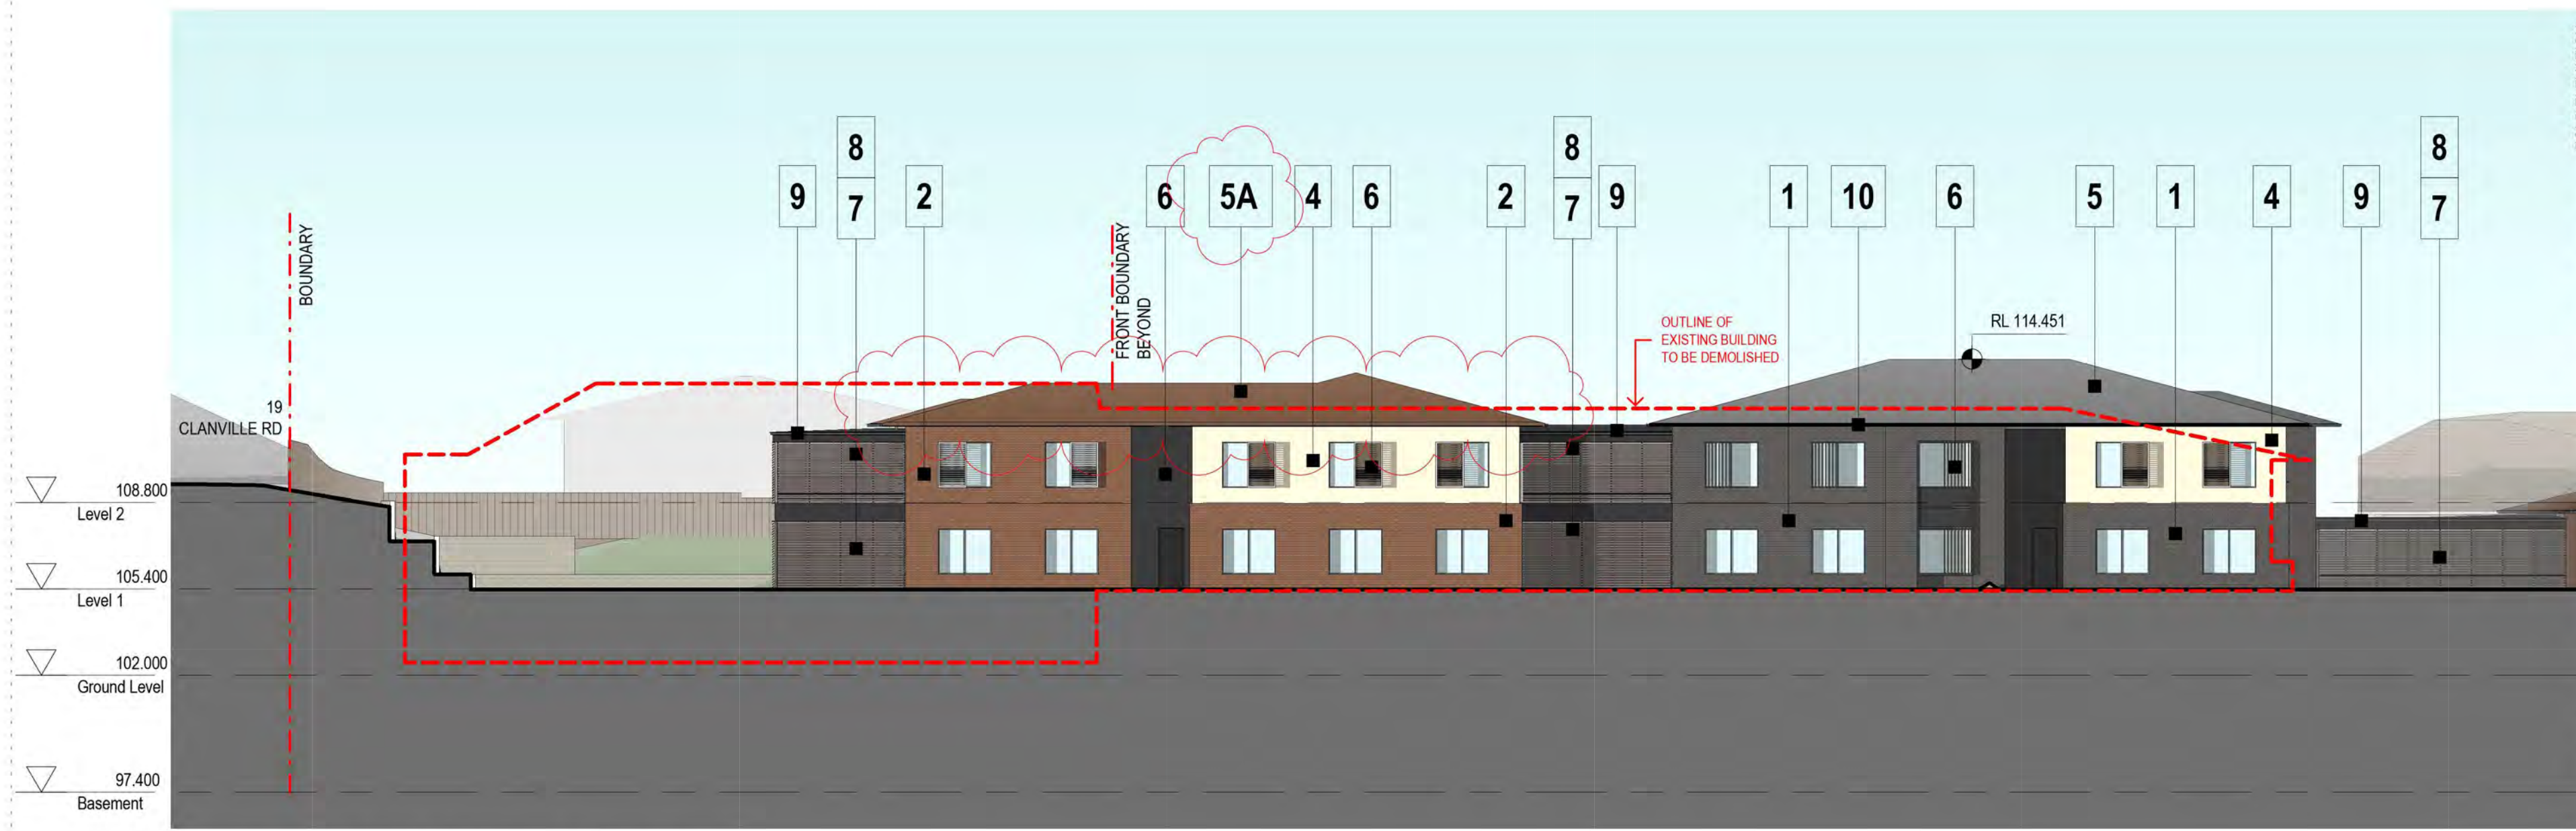 8
8
8
9
7
2
6
5A
4
6
2
7
9
1
10
6
5
1
4
9
7
BOUNDARY
FRONT BOUNDARY
BEYOND
OUTLINE OF
EXISTING BUILDING
TO BE DEMOLISHED
RL 114.451
19
CLANVILLE RD
108.800
Level 2
105.400
Level 1
102.000
Ground Level
97.400
Basement